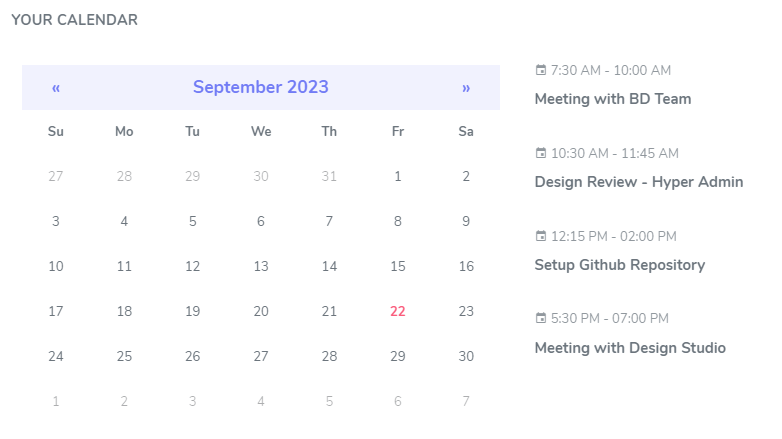 YOUR CALENDAR
« September 2023 »
Su Mo Tu We Th Fr Sa
27 28 29 30 31 1 2
3 4 5 6 7 8 9
10 11 12 13 14 15 16
17 18 19 20 21 22 23
24 25 26 27 28 29 30
1 2 3 4 5 6 7
7:30 AM - 10:00 AM
Meeting with BD Team
10:30 AM - 11:45 AM
Design Review - Hyper Admin
12:15 PM - 02:00 PM
Setup Github Repository
5:30 PM - 07:00 PM
Meeting with Design Studio